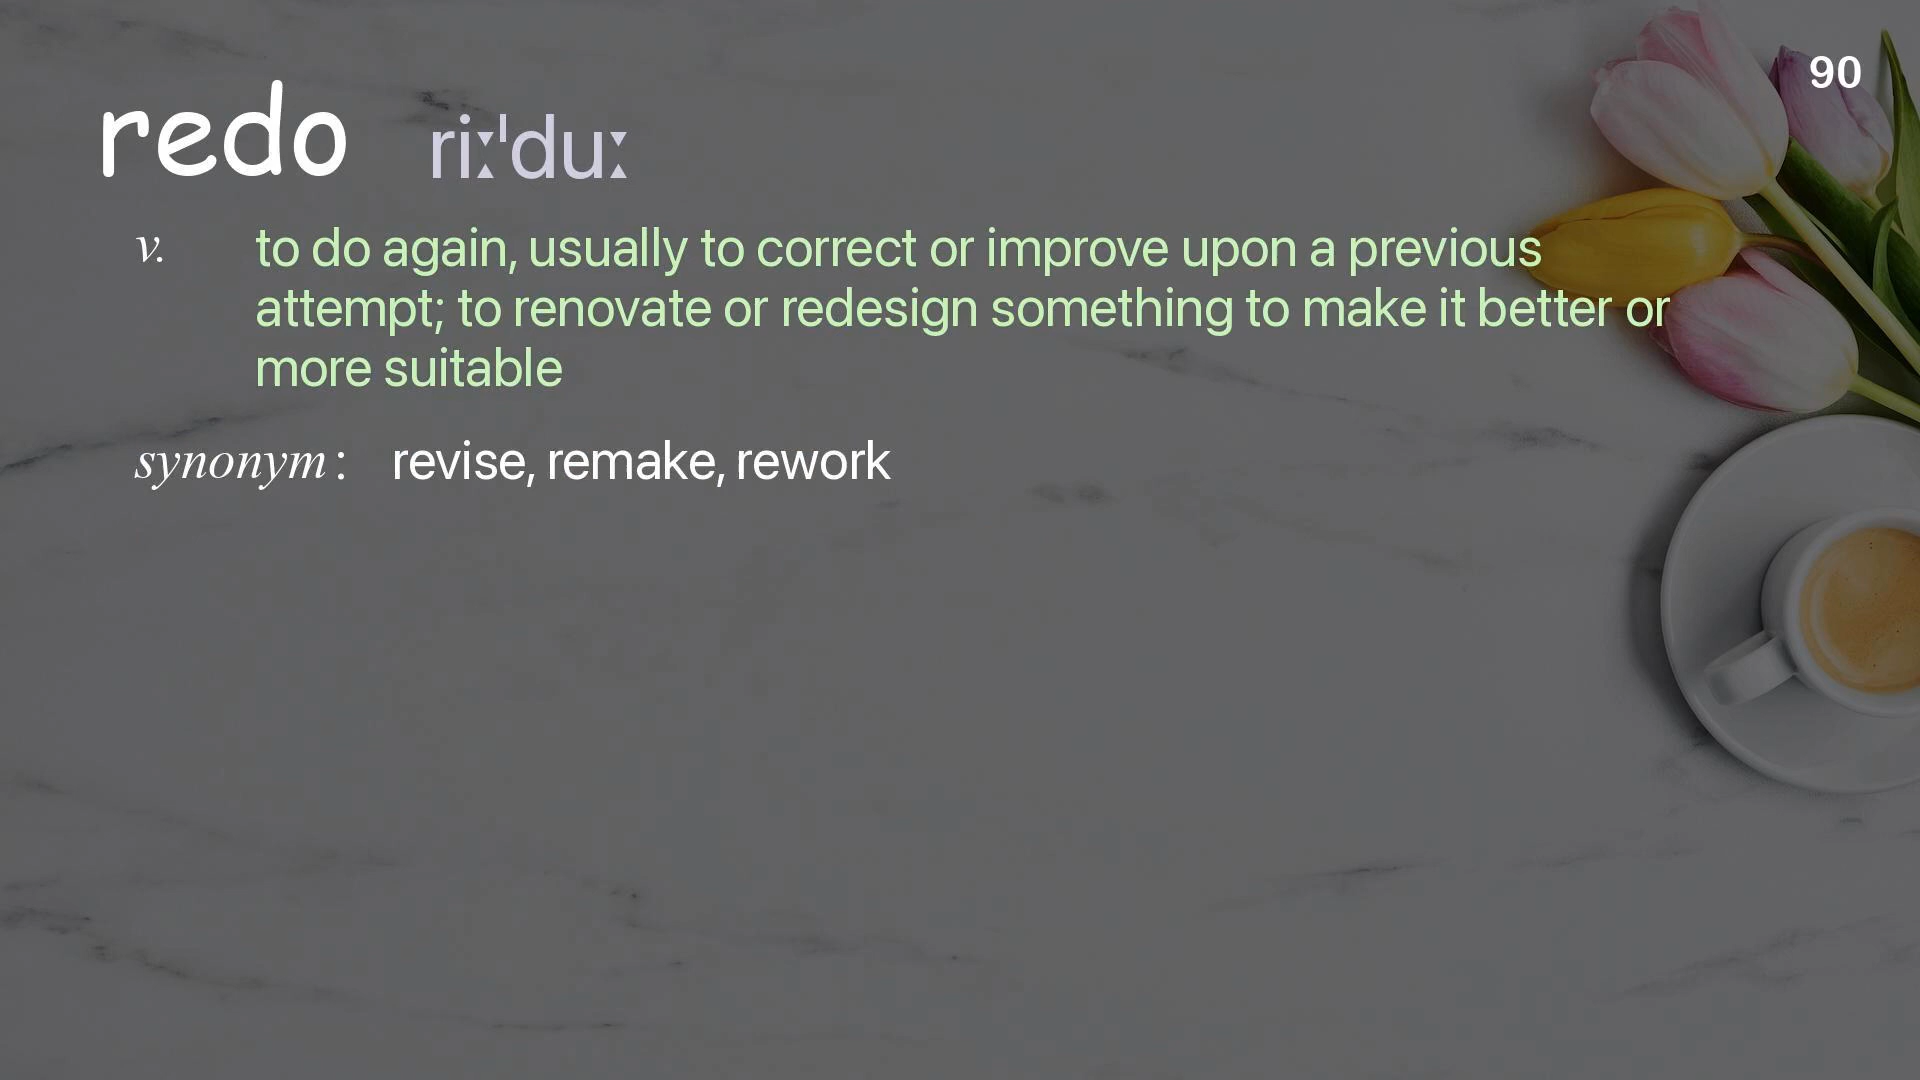 90
redo riːˈduː
v. to do again, usually to correct or improve upon a previous
attempt; to renovate or redesign something to make it better or
more suitable
synonym : revise, remake, rework